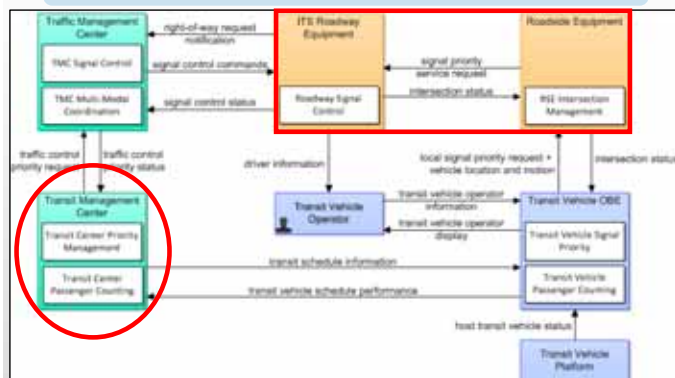 Traffic Management
Center
TMC Signal Control
TMC Multi-Modal
Coordination
right-of-way request
notification
signal control commands
signal control status
ITS Roadway
Equipment
Roadway Signal
Control
signal priority
service request
intersection status
Roadside Equipment
RSE Intersection
Management
traffic control
priority request
traffic control
priority status
driver information
local signal priority request +
vehicle location and motion
intersection status
Transit Management
Center
Transit Center Priority
Management
Transit Center
Passenger Counting
Transit Vehicle
Operator
transit vehicle operator
information
transit vehicle operator
display
Transit Vehicle OBE
Transit Vehicle Signal
Priority
Transit Vehicle
Passenger Counting
transit schedule information
transit vehicle schedule performance
host transit vehicle status
Transit Vehicle
Platform